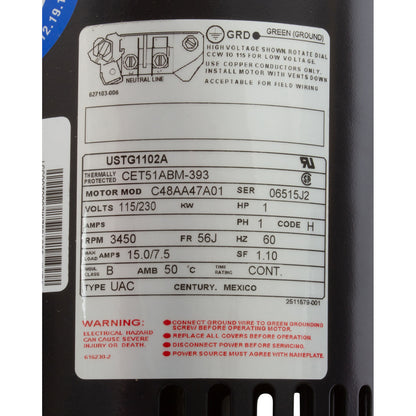 12.19.1
GRD
GREEN (GROUND)
HIGH VOLTAGE SHOWN ROTATE DIAL
CCW TO 115 FOR LOW VOLTAGE.
USE COPPER CONDUCTORS ONLY.
INSTALL MOTOR WITH VENTS DOWN
ACCEPTABLE FOR FIELD WIRING
NEUTRAL LINE
627103-006
USTG1102A
THERMALLY PROTECTED CET51ABM-393
MOTOR MOD C48AA47A01 SER 06515J2
VOLTS 115/230 KW HP 1
AMPS PH 1 CODE H
RPM 3450 FR 56J HZ 60
MAX LOAD AMPS 15.0/7.5 SF 1.10
INSUL CLASS B AMB 50 °C TIME RATING CONT.
TYPE UAC CENTURY. MEXICO
2511679-001
WARNING:
ELECTRICAL HAZARD
CAN CAUSE SEVERE
INJURY OR DEATH.
616230-2
● CONNECT GROUND WIRE TO GREEN GROUNDING
SCREW BEFORE OPERATING MOTOR.
● REPLACE ALL COVERS BEFORE OPERATING
● DISCONNECT POWER BEFORE SERVICING.
● POWER SOURCE MUST AGREE WITH NAMEPLATE.